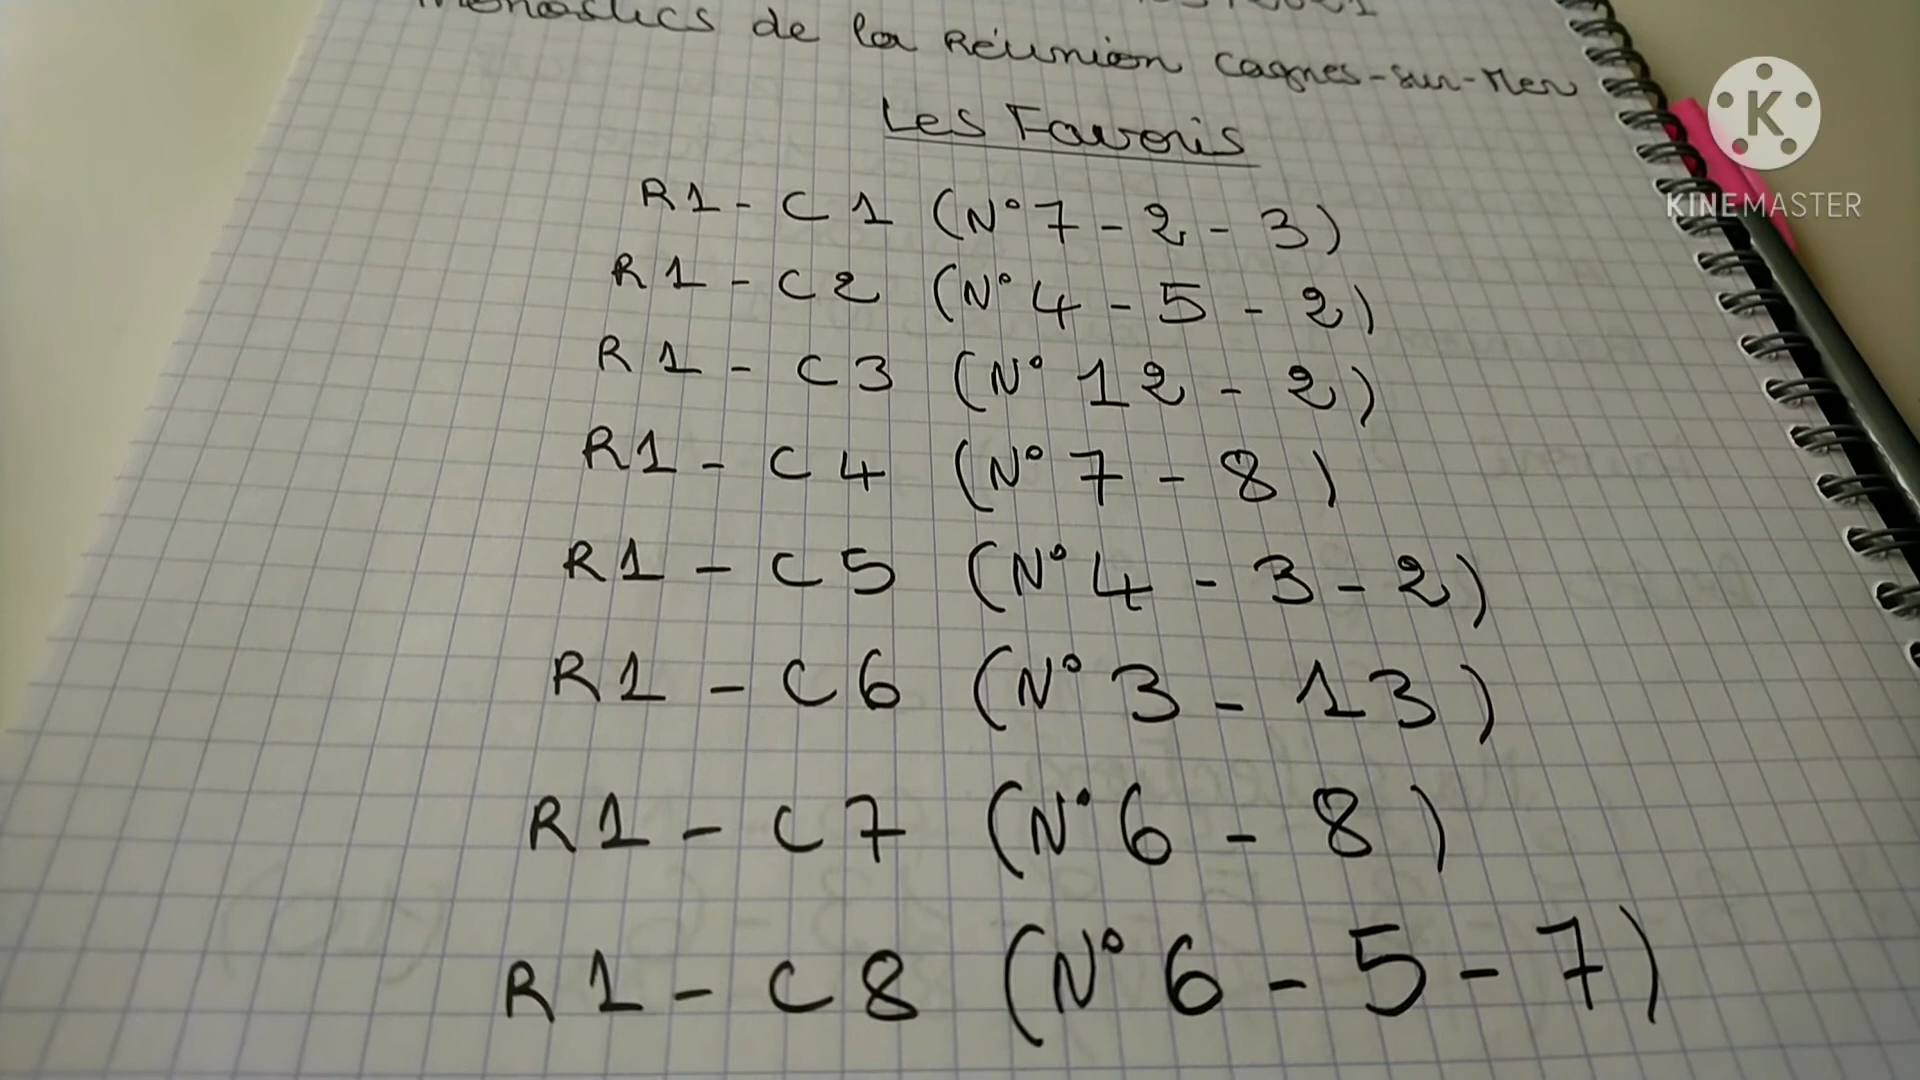 de la Réunion Cagnes-sur-Mer
Les Favoris
R1 - C1 (N° 7 - 2 - 3)
R1 - C2 (N° 4 - 5 - 2)
R1 - C3 (N° 12 - 2)
R1 - C4 (N° 7 - 8)
R1 - C5 (N° 4 - 3 - 2)
R1 - C6 (N° 3 - 13)
R1 - C7 (N° 6 - 8)
R1 - C8 (N° 6 - 5 - 7)
K
KINEMASTER